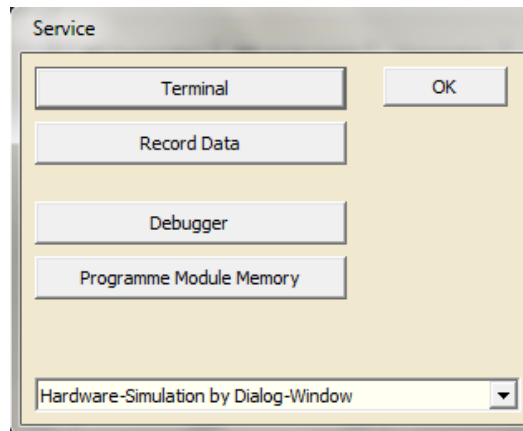 Service
Terminal
OK
Record Data
Debugger
Programme Module Memory
Hardware-Simulation by Dialog-Window